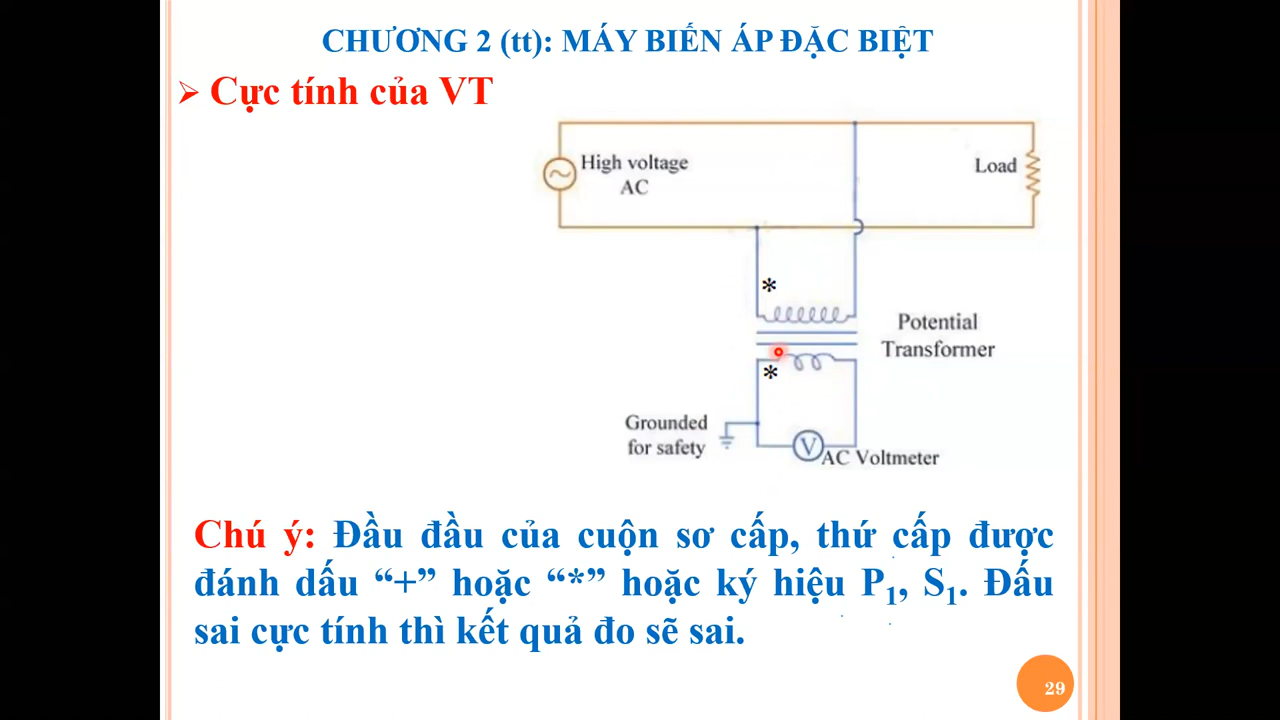 CHƯƠNG 2 (tt): MÁY BIẾN ÁP ĐẶC BIỆT
➢ Cực tính của VT
High voltage
AC
Load
*
Potential
Transformer
*
Grounded
for safety
V
AC Voltmeter
Chú ý: Đầu đầu của cuộn sơ cấp, thứ cấp được
đánh dấu “+” hoặc “*” hoặc ký hiệu P₁, S₁. Đấu
sai cực tính thì kết quả đo sẽ sai.
29